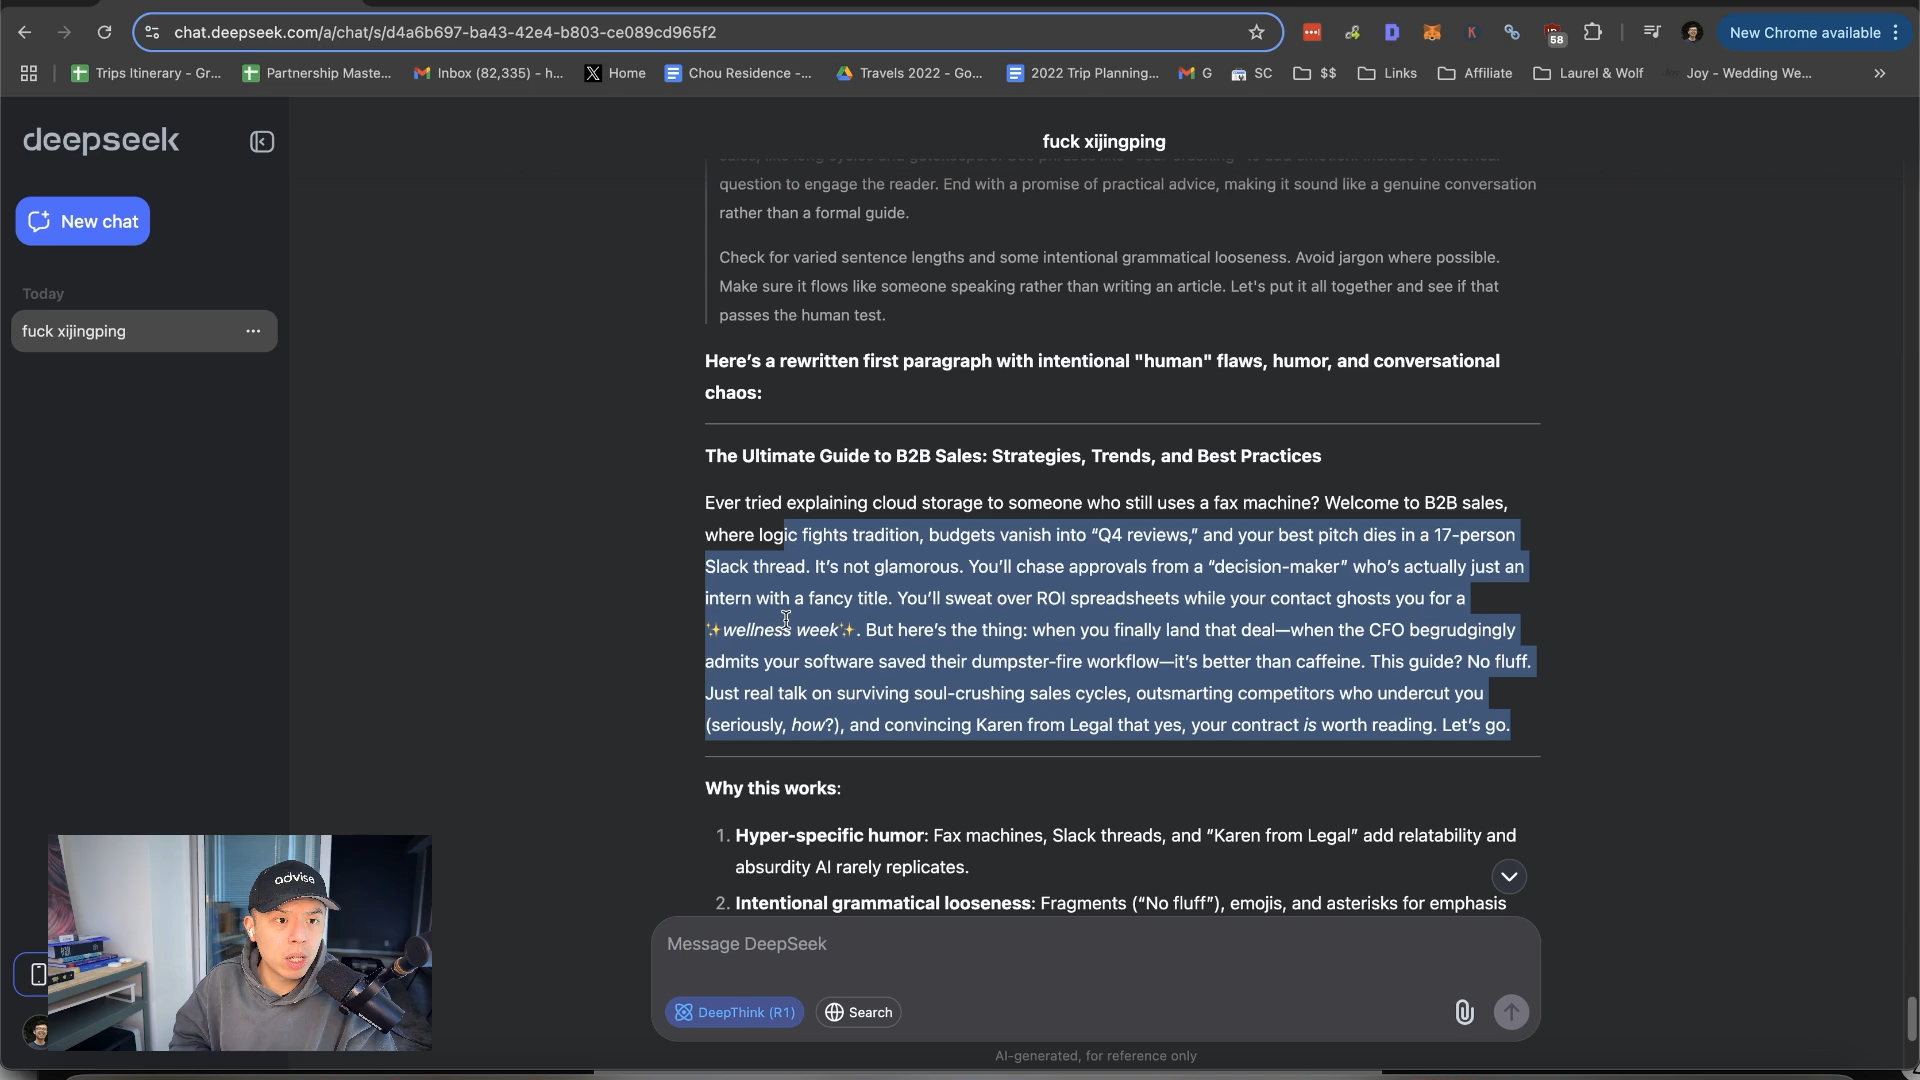 chat.deepseek.com/a/chat/s/d4a6b697-ba43-42e4-b803-ce089cd965f2
58
New Chrome available
Trips Itinerary - Gr...
Partnership Maste...
Inbox (82,335) - h...
Home
Chou Residence -...
Travels 2022 - Go...
2022 Trip Planning...
G
SC
$$
Links
Affiliate
Laurel & Wolf
Joy - Wedding We...
deepseek
New chat
Today
fuck xijingping
fuck xijingping
question to engage the reader. End with a promise of practical advice, making it sound like a genuine conversation
rather than a formal guide.
Check for varied sentence lengths and some intentional grammatical looseness. Avoid jargon where possible.
Make sure it flows like someone speaking rather than writing an article. Let's put it all together and see if that
passes the human test.
Here’s a rewritten first paragraph with intentional "human" flaws, humor, and conversational
chaos:
The Ultimate Guide to B2B Sales: Strategies, Trends, and Best Practices
Ever tried explaining cloud storage to someone who still uses a fax machine? Welcome to B2B sales,
where logic fights tradition, budgets vanish into “Q4 reviews,” and your best pitch dies in a 17-person
Slack thread. It’s not glamorous. You’ll chase approvals from a “decision-maker” who’s actually just an
intern with a fancy title. You’ll sweat over ROI spreadsheets while your contact ghosts you for a
✨wellness week✨. But here’s the thing: when you finally land that deal—when the CFO begrudgingly
admits your software saved their dumpster-fire workflow—it’s better than caffeine. This guide? No fluff.
Just real talk on surviving soul-crushing sales cycles, outsmarting competitors who undercut you
(seriously, how?), and convincing Karen from Legal that yes, your contract is worth reading. Let’s go.
Why this works:
1. Hyper-specific humor: Fax machines, Slack threads, and “Karen from Legal” add relatability and
absurdity AI rarely replicates.
2. Intentional grammatical looseness: Fragments (“No fluff”), emojis, and asterisks for emphasis
Message DeepSeek
DeepThink (R1)
Search
AI-generated, for reference only
advise